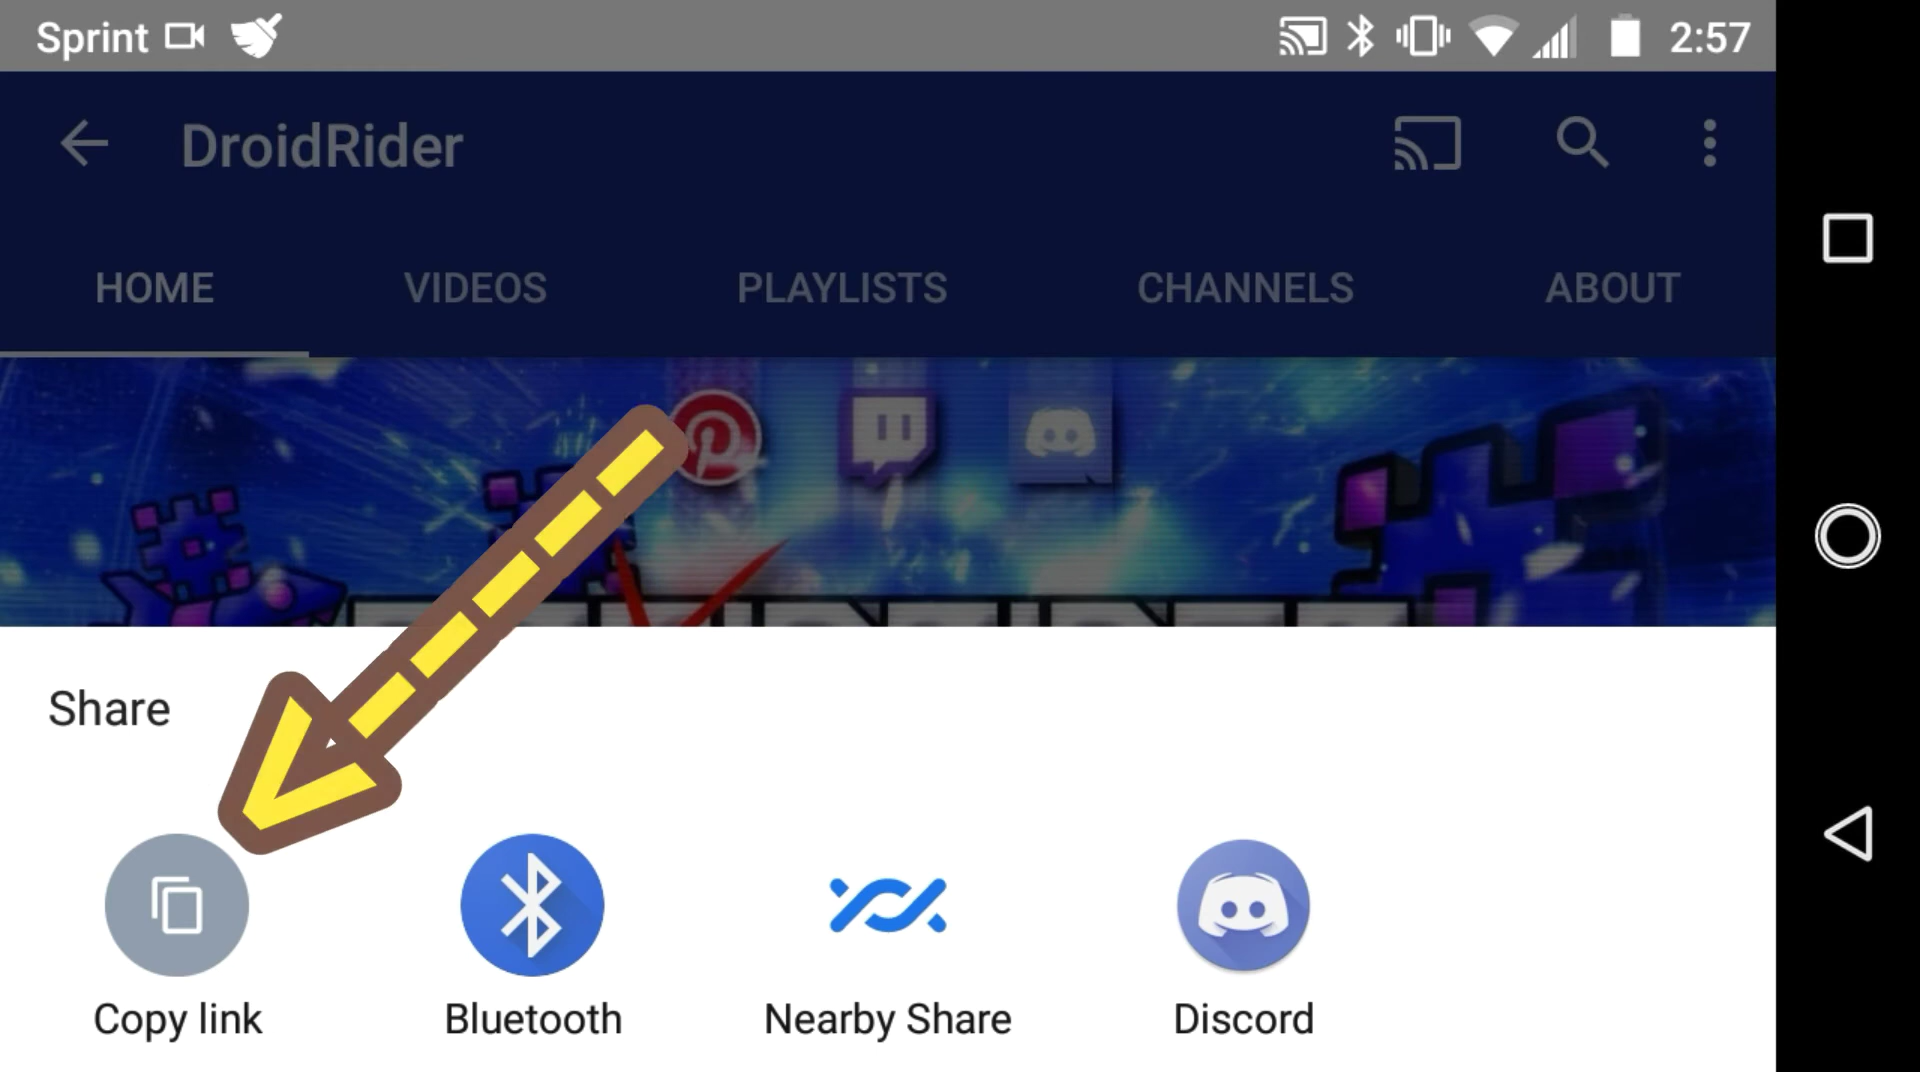 Sprint 2:57
DroidRider
HOME VIDEOS PLAYLISTS CHANNELS ABOUT
Share
Copy link Bluetooth Nearby Share Discord